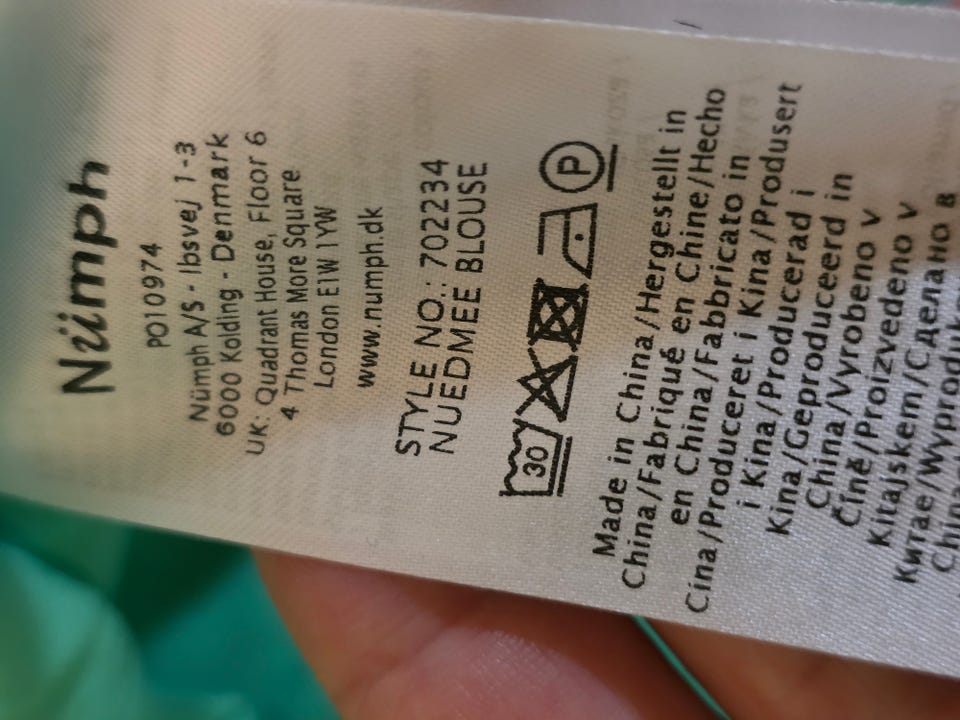 Nümph
PO10974
Nümph A/S - Ibsvej 1-3
6000 Kolding - Denmark
UK: Quadrant House, Floor 6
4 Thomas More Square
London E1W 1YW
www.numph.dk
STYLE NO.: 702234
NUEDMEE BLOUSE
30 P
Made in China/Hergestellt in
China/Fabriqué en Chine/Hecho
en China/Fabbricato in
Cina/Produceret i Kina/Produsert
i Kina/Producerad i
Kina/Geproduceerd in
China/Vyrobeno v
Číně/Proizvedeno v
Kitajskem/Сделано в
Китае/Wyprodukow